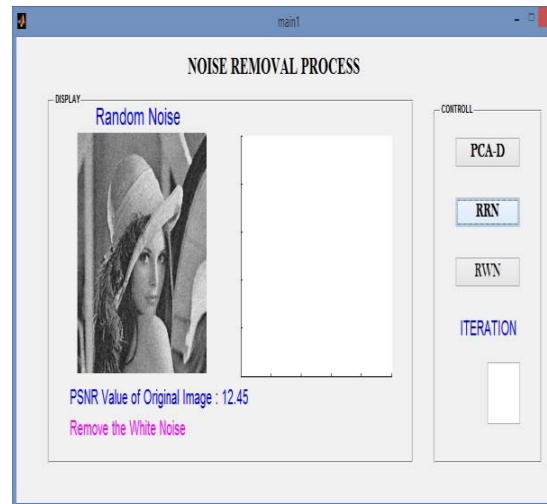 main1
NOISE REMOVAL PROCESS
DISPLAY
Random Noise
PSNR Value of Original Image : 12.45
Remove the White Noise
CONTROLL
PCA-D
RRN
RWN
ITERATION